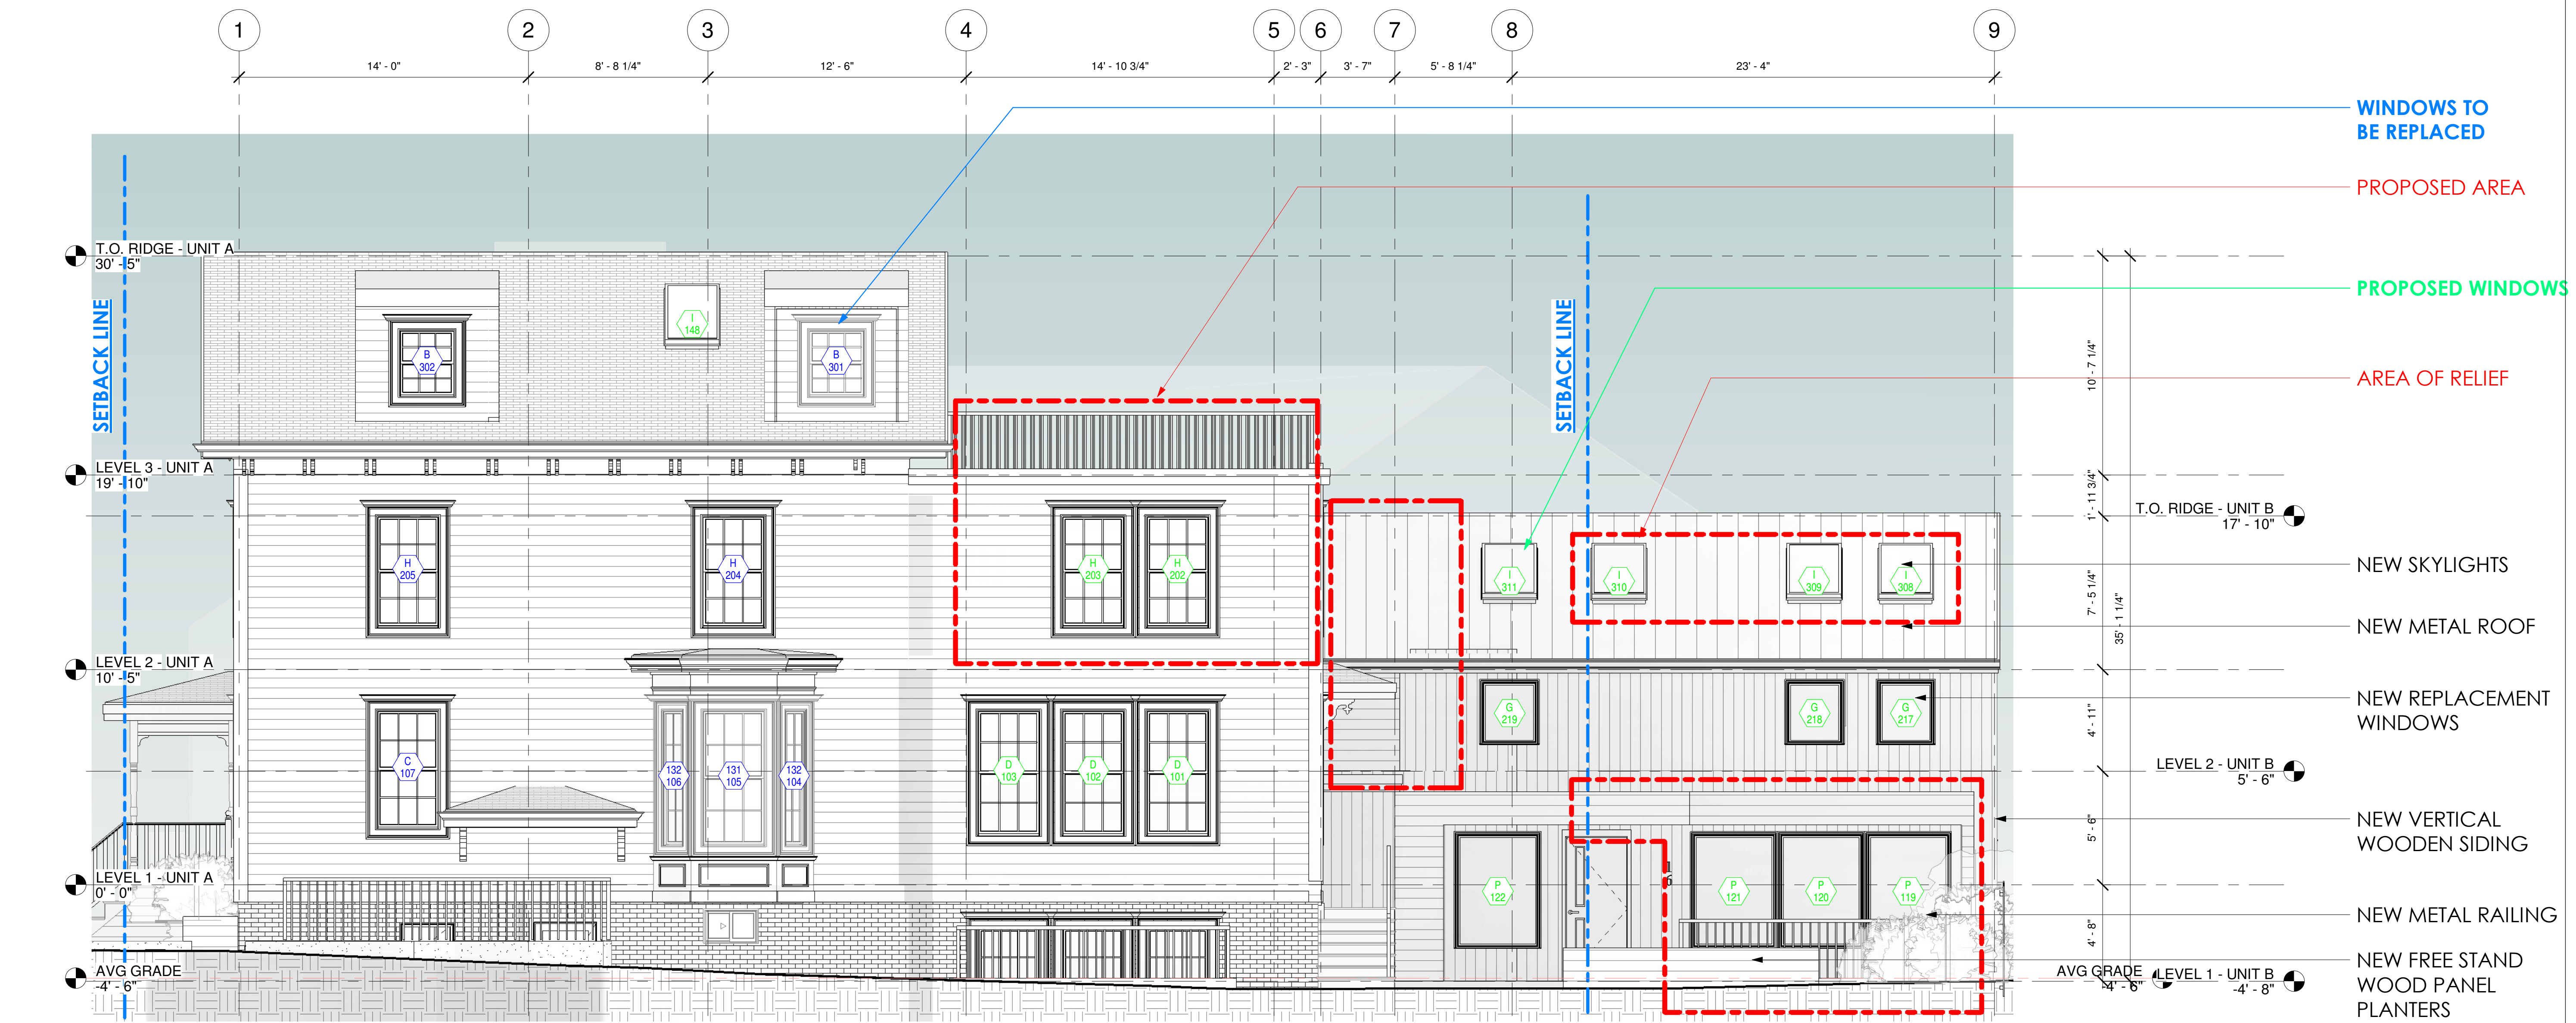 1
2
3
4
5
6
7
8
9
14' - 0"
8' - 8 1/4"
12' - 6"
14' - 10 3/4"
2' - 3"
3' - 7"
5' - 8 1/4"
23' - 4"
WINDOWS TO
BE REPLACED
PROPOSED AREA
PROPOSED WINDOWS
AREA OF RELIEF
NEW SKYLIGHTS
NEW METAL ROOF
NEW REPLACEMENT
WINDOWS
NEW VERTICAL
WOODEN SIDING
NEW METAL RAILING
NEW FREE STAND
WOOD PANEL
PLANTERS
T.O. RIDGE - UNIT A
30' - 5"
SETBACK LINE
LEVEL 3 - UNIT A
19' - 10"
LEVEL 2 - UNIT A
10' - 5"
LEVEL 1 - UNIT A
0' - 0"
AVG GRADE
-4' - 6"
B
302
I
148
B
301
H
205
H
204
H
203
H
202
C
107
132
106
131
105
132
104
D
103
D
102
D
101
SETBACK LINE
I
311
I
310
I
309
I
308
G
219
G
218
G
217
P
122
16
P
121
P
120
P
119
10' - 7 1/4"
1' - 11 3/4"
7' - 5 1/4"
35' - 1 1/4"
4' - 11"
5' - 6"
4' - 8"
T.O. RIDGE - UNIT B
17' - 10"
LEVEL 2 - UNIT B
5' - 6"
AVG GRADE
-4' - 6"
LEVEL 1 - UNIT B
-4' - 8"